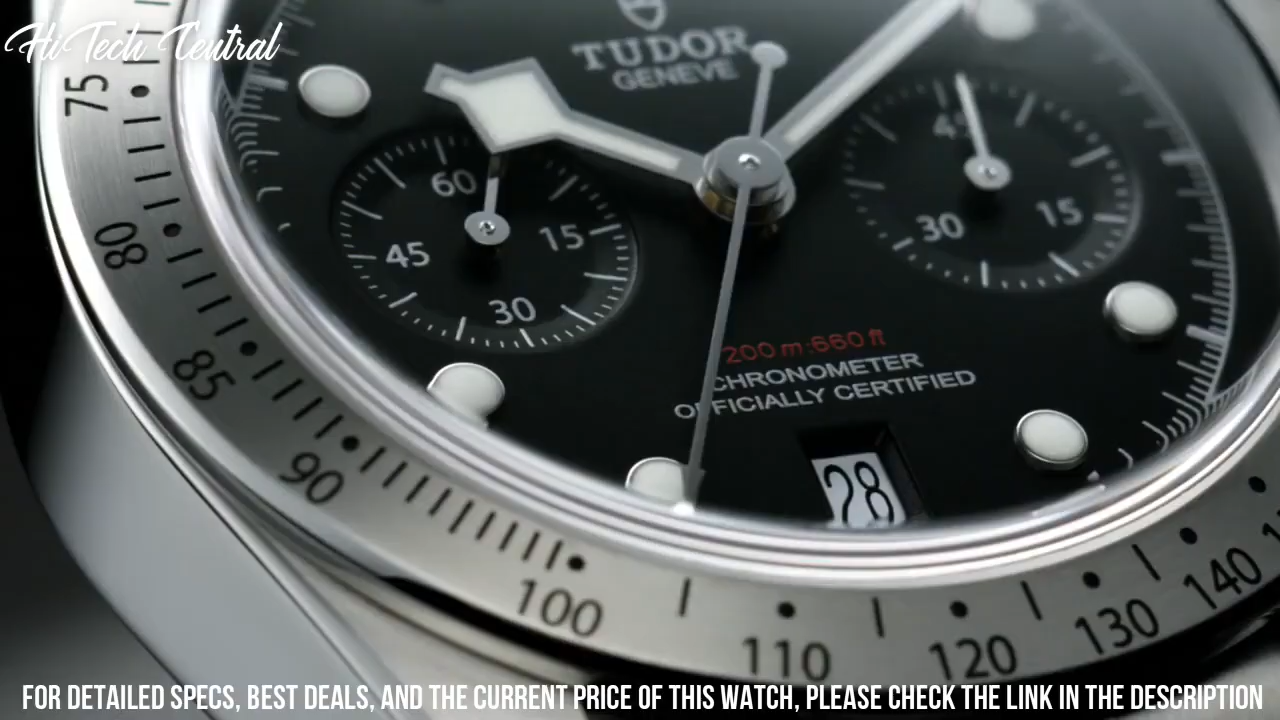 HiTech Central
TUDOR
GENEVE
75
80
85
90
100
110
120
130
140
60
15
30
45
45
15
30
200 m:660 ft
CHRONOMETER
OFFICIALLY CERTIFIED
28
FOR DETAILED SPECS, BEST DEALS, AND THE CURRENT PRICE OF THIS WATCH, PLEASE CHECK THE LINK IN THE DESCRIPTION